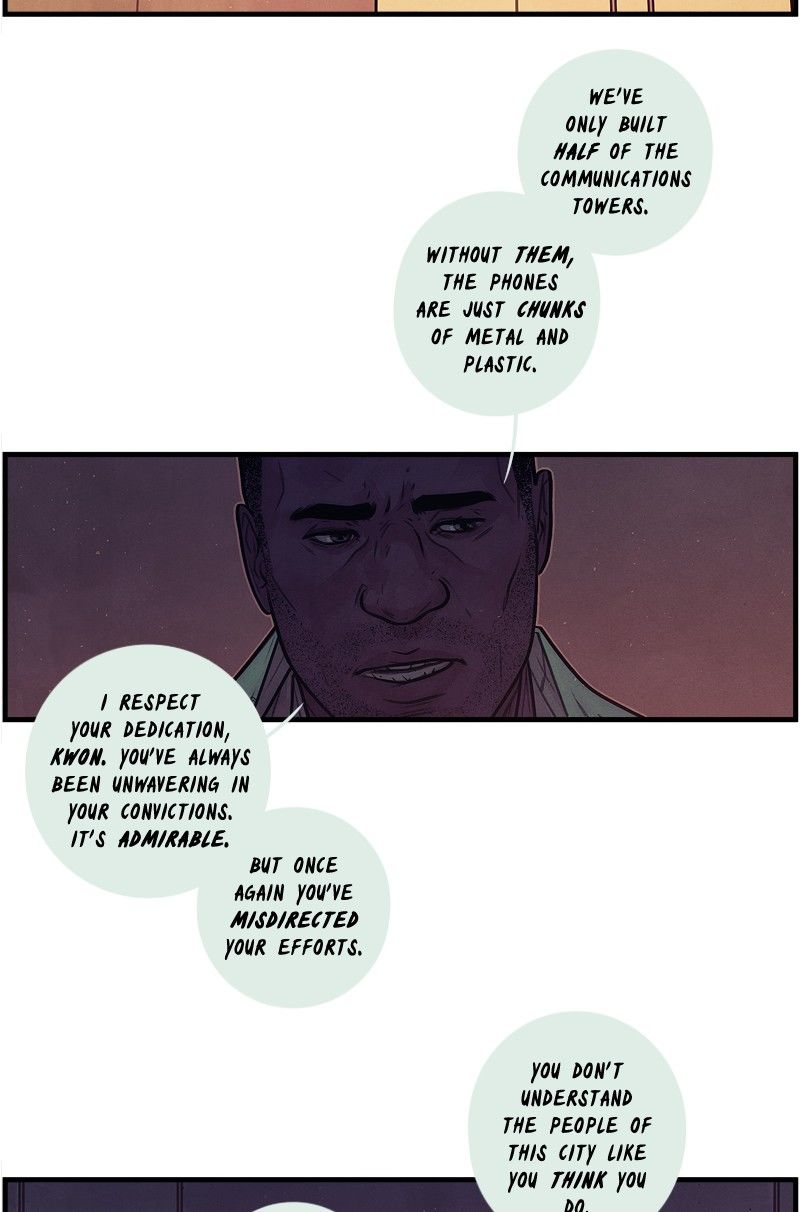 WE'VE
ONLY BUILT
HALF OF THE
COMMUNICATIONS
TOWERS.
WITHOUT THEM,
THE PHONES
ARE JUST CHUNKS
OF METAL AND
PLASTIC.
I RESPECT
YOUR DEDICATION,
KWON. YOU'VE ALWAYS
BEEN UNWAVERING IN
YOUR CONVICTIONS.
IT'S ADMIRABLE.
BUT ONCE
AGAIN YOU'VE
MISDIRECTED
YOUR EFFORTS.
YOU DON'T
UNDERSTAND
THE PEOPLE OF
THIS CITY LIKE
YOU THINK YOU
DO.